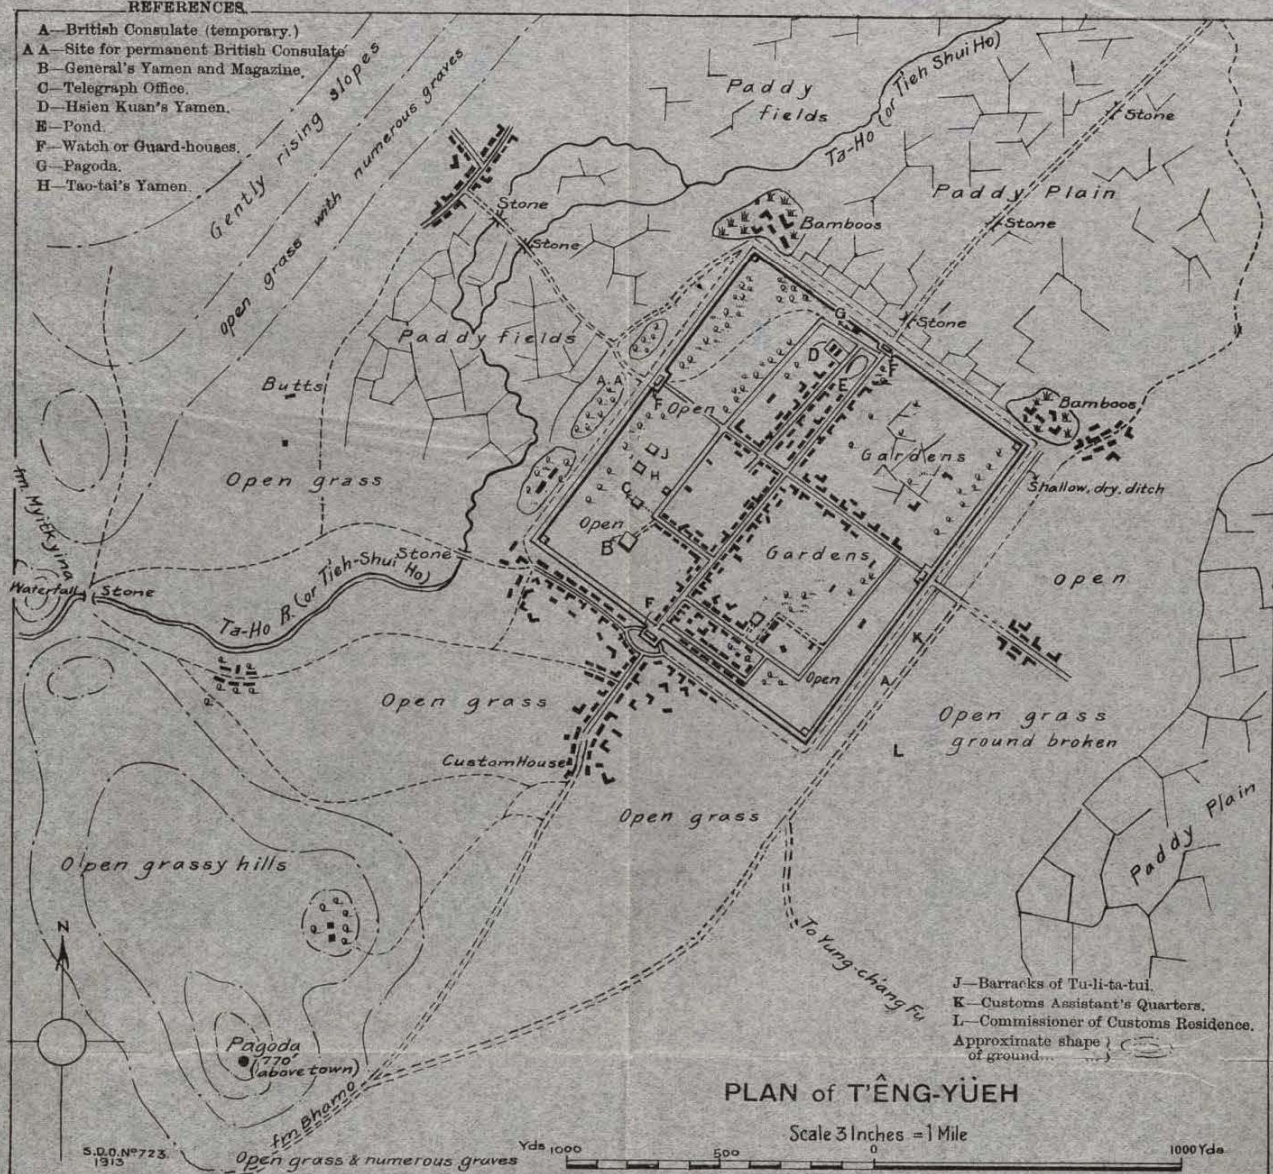 REFERENCES.
A—British Consulate (temporary.)
A A—Site for permanent British Consulate
B—General's Yamen and Magazine.
C—Telegraph Office.
D—Hsien Kuan's Yamen.
E—Pond.
F—Watch or Guard-houses.
G—Pagoda.
H—Tao-tai's Yamen.
Gently rising slopes
open grass with numerous graves
Paddy
fields
Ta-Ho (or Tieh Shui Ho)
Stone
Paddy Plain
Stone
Stone
Stone
Bamboos
Stone
Paddy fields
G
D
E
F
A.A
F
Open
Butts
Bamboos
Gardens
J
H
C
Open grass
Shallow, dry, ditch
fm. Myitkyina
Open
B
Stone
Gardens
Open
Waterfall
Stone
Ta-Ho R. (or Tieh-Shui Ho)
F
K
A
Open
Open grass
Open grass
ground broken
L
Custom House
Open grass
Paddy Plain
Open grassy hills
N
To Yung-chang Fu
J—Barracks of Tu-li-ta-tui.
K—Customs Assistant's Quarters.
L—Commissioner of Customs Residence.
Approximate shape }
of ground... ... }
Pagoda
770'
(above town)
fm. Bhamo
PLAN of T'ÊNG-YÜEH
Scale 3 Inches = 1 Mile
S.D.O. Nº 723.
1913
Open grass & numerous graves
Yds 1000 500 0 1000 Yds